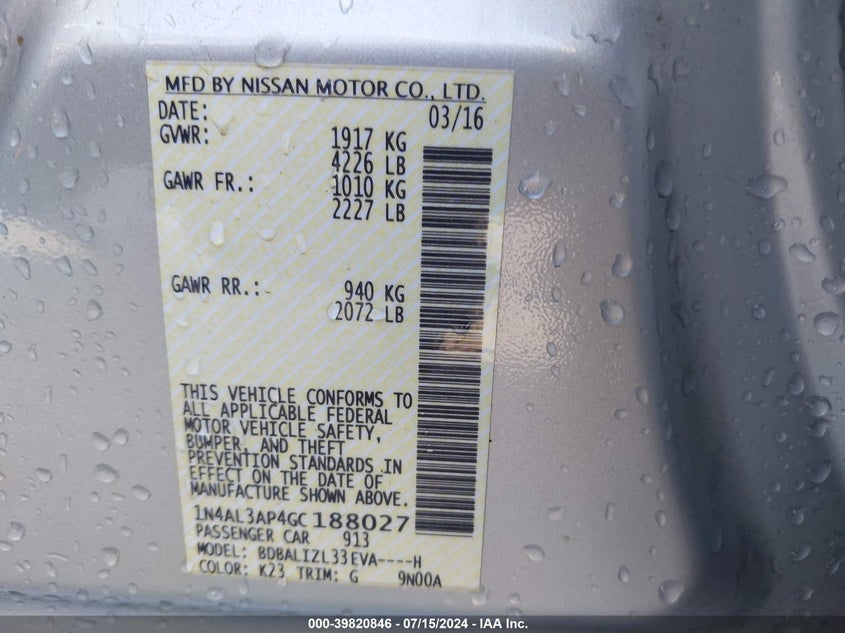 MFD BY NISSAN MOTOR CO., LTD.
DATE: 03/16
GVWR: 1917 KG
4226 LB
GAWR FR.: 1010 KG
2227 LB
GAWR RR.: 940 KG
2072 LB
THIS VEHICLE CONFORMS TO
ALL APPLICABLE FEDERAL
MOTOR VEHICLE SAFETY,
BUMPER, AND THEFT
PREVENTION STANDARDS IN
EFFECT ON THE DATE OF
MANUFACTURE SHOWN ABOVE.
1N4AL3AP4GC188027
PASSENGER CAR 913
MODEL: BDBALIZL33EVA----H
COLOR: K23 TRIM: G 9N00A
000-39820846 - 07/15/2024 - IAA Inc.